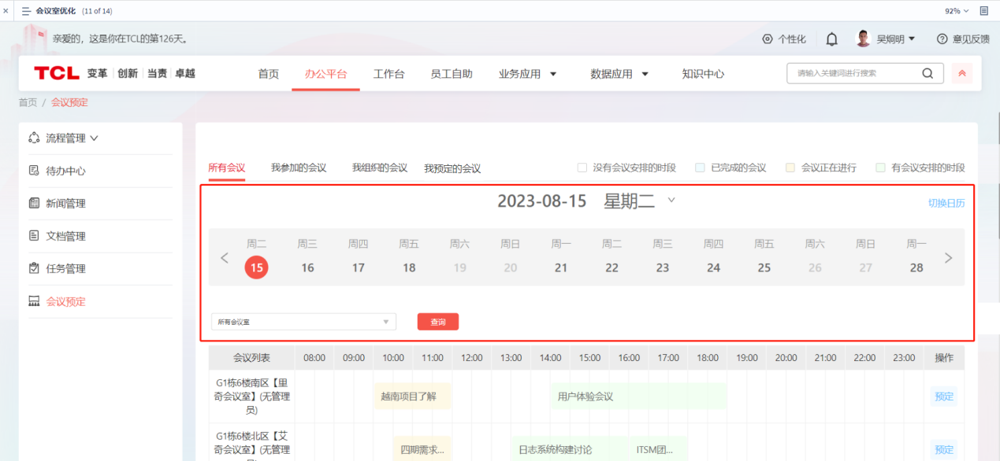 会议室优化 (11 of 14) 92%
亲爱的，这是你在TCL的第126天。 个性化 吴炯明 意见反馈
TCL 变革 创新 当责 卓越 首页 办公平台 工作台 员工自助 业务应用 数据应用 知识中心 请输入关键词进行搜索
首页 / 会议预定
流程管理
待办中心
新闻管理
文档管理
任务管理
会议预定
所有会议 我参加的会议 我组织的会议 我预定的会议 没有会议安排的时段 已完成的会议 会议正在进行 有会议安排的时段
2023-08-15 星期二 切换日历
周二 周三 周四 周五 周六 周日 周一 周二 周三 周四 周五 周六 周日 周一
15 16 17 18 19 20 21 22 23 24 25 26 27 28
所有会议室 查询
会议列表 08:00 09:00 10:00 11:00 12:00 13:00 14:00 15:00 16:00 17:00 18:00 19:00 20:00 21:00 22:00 23:00 操作
G1栋6楼南区【里
奇会议室】(无管理
员)
越南项目了解 用户体验会议 预定
G1栋6楼北区【艾
奇会议室】(无管理
四期需求... 日志系统构建讨论 ITSM团... 预定